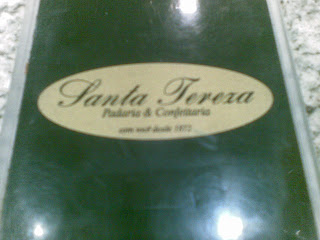 Santa Tereza
Padaria & Confeitaria
com você desde 1872